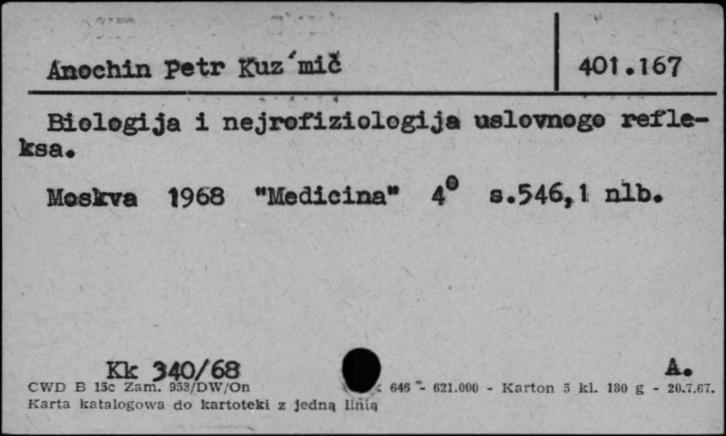 Anochin Petr Kuz´mič
401.167
Biologija i nejrofiziologija uslovnogo refle-
ksa.
Moskva 1968 "Medicina" 4⁰ s.546,1 nlb.
Kk 340/68
A.
CWD B 15c Zam. 953/DW/On 646 - 621.000 - Karton 5 kl. 180 g - 20.7.67.
Karta katalogowa do kartoteki z jedną linią